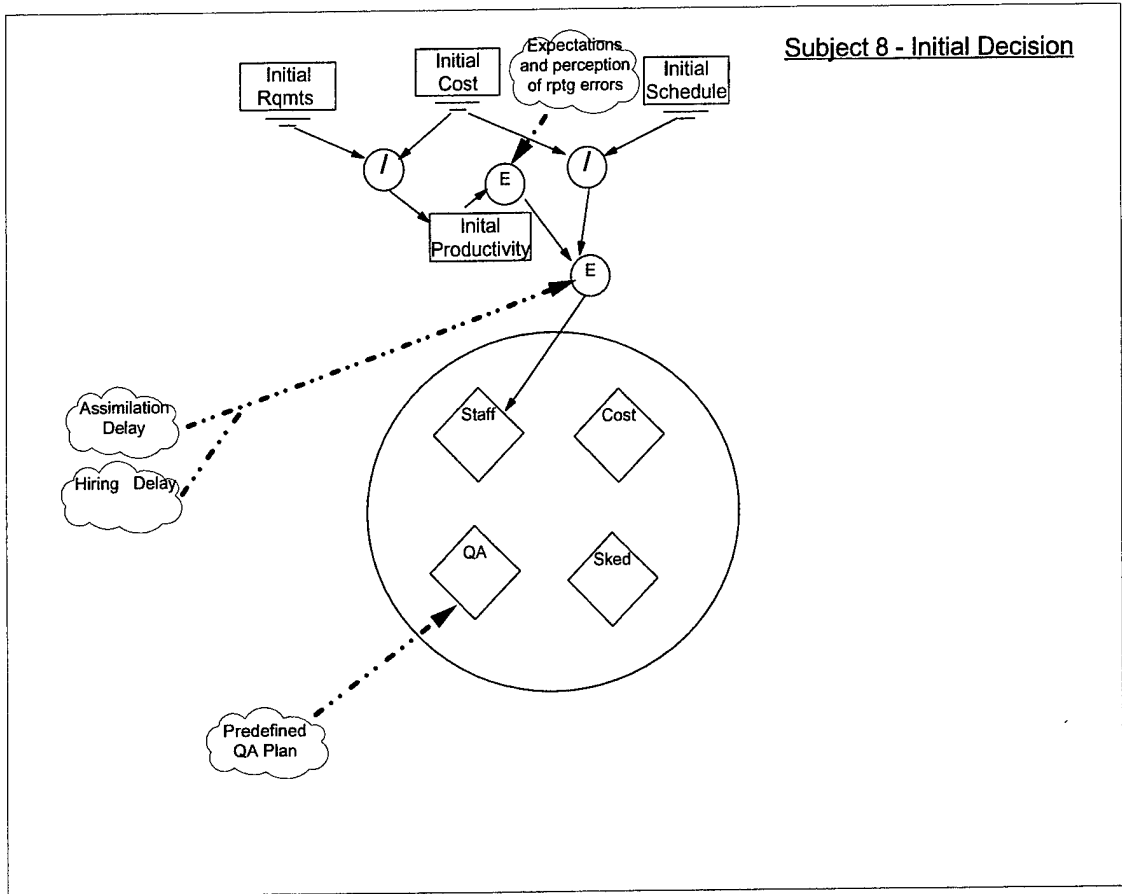 Subject 8 - Initial Decision
Expectations
and perception
of rptg errors
Initial
Rqmts
Initial
Cost
Initial
Schedule
/
/
E
Inital
Productivity
E
Assimilation
Delay
Hiring Delay
Staff
Cost
QA
Sked
Predefined
QA Plan